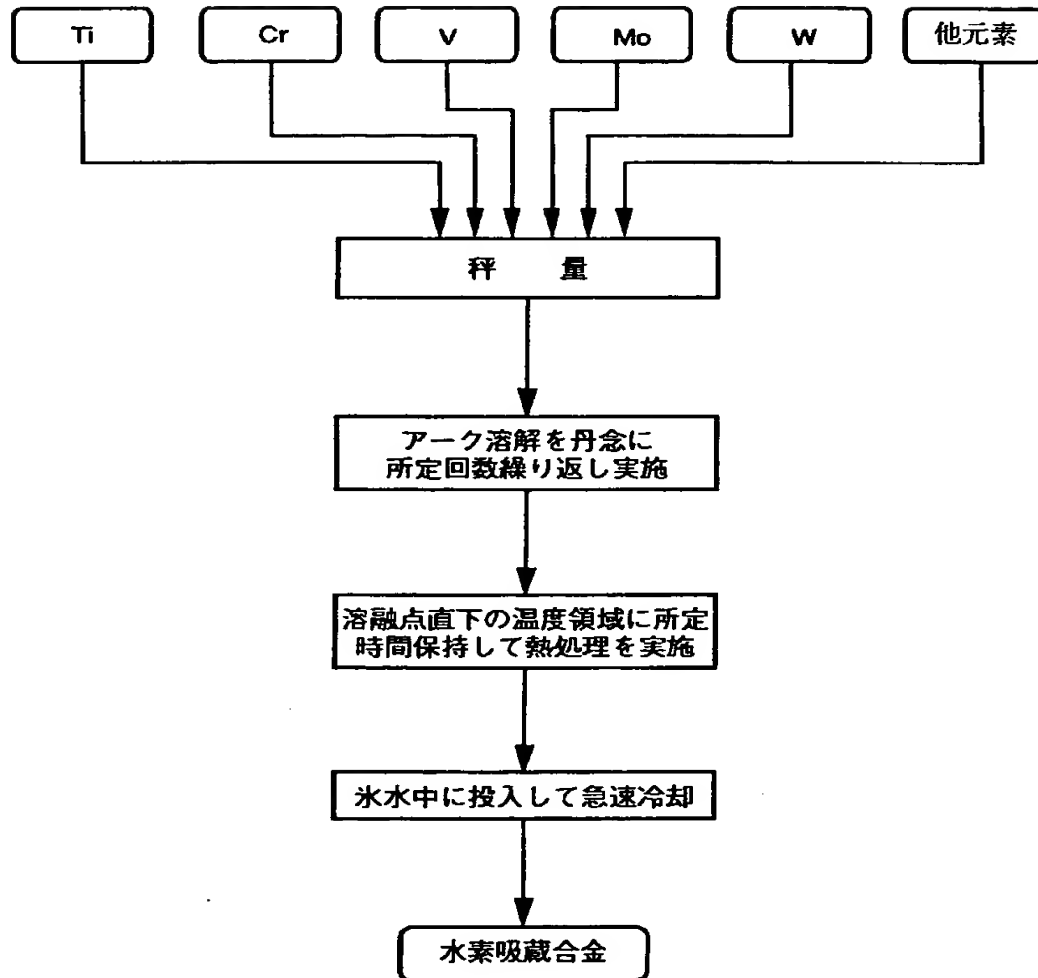 Ti
Cr
V
Mo
W
他元素
秤 量
アーク溶解を丹念に
所定回数繰り返し実施
溶融点直下の温度領域に所定
時間保持して熱処理を実施
氷水中に投入して急速冷却
水素吸蔵合金